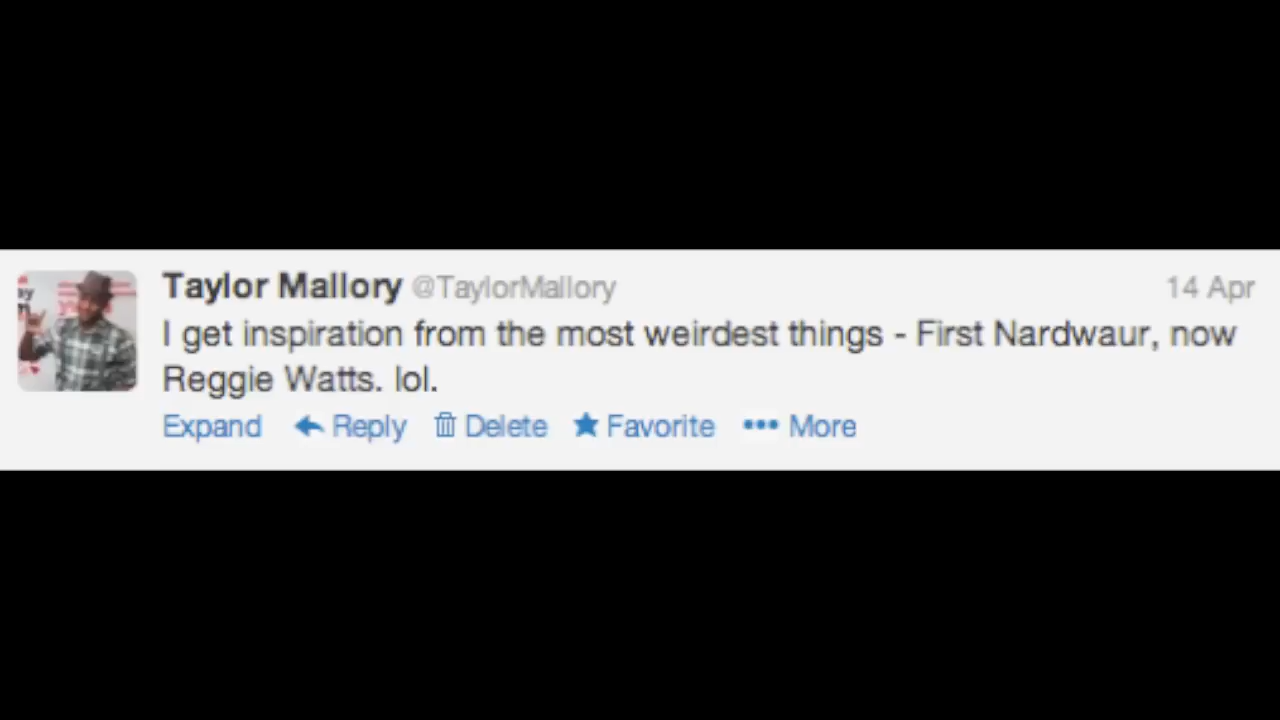 Taylor Mallory @TaylorMallory 14 Apr
I get inspiration from the most weirdest things - First Nardwaur, now
Reggie Watts. lol.
Expand Reply Delete Favorite ••• More